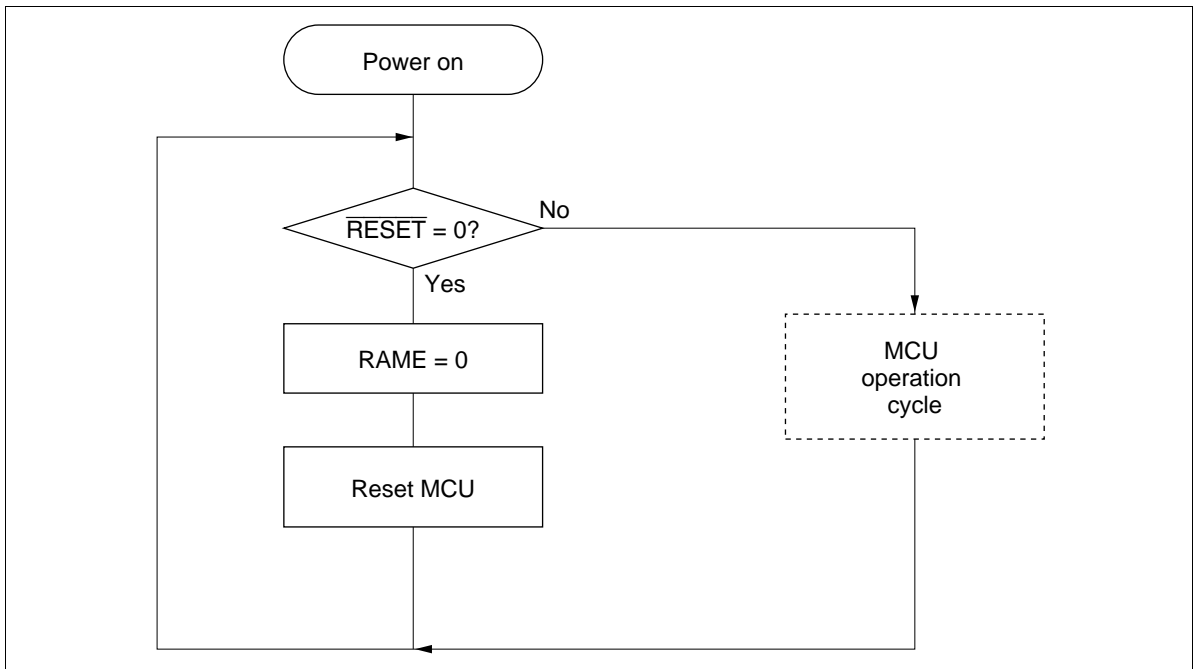 Power on
RESET = 0?
No
Yes
RAME = 0
MCU
operation
cycle
Reset MCU